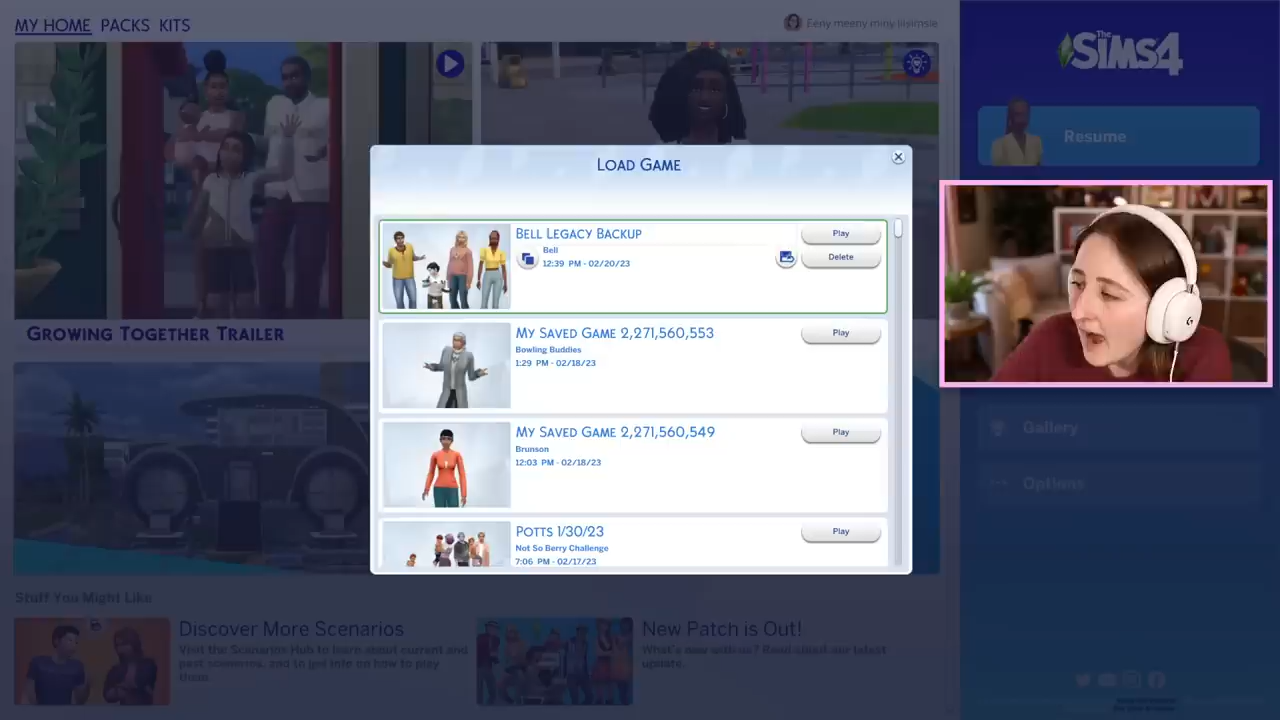 MY HOME PACKS KITS
Eeny meeny miny lilsimsie
The SIMS 4
Resume
LOAD GAME
BELL LEGACY BACKUP
Bell
12:39 PM - 02/20/23
Play
Delete
MY SAVED GAME 2,271,560,553
Bowling Buddies
1:29 PM - 02/18/23
Play
MY SAVED GAME 2,271,560,549
Brunson
12:03 PM - 02/18/23
Play
POTTS 1/30/23
Not So Berry Challenge
7:06 PM - 02/17/23
Play
GROWING TOGETHER TRAILER
G
Gallery
Options
Stuff You Might Like
Discover More Scenarios
Visit the Scenarios Hub to learn about current and
past scenarios, and to get info on how to play
them.
New Patch is Out!
What's new with us? Read about our latest
update.